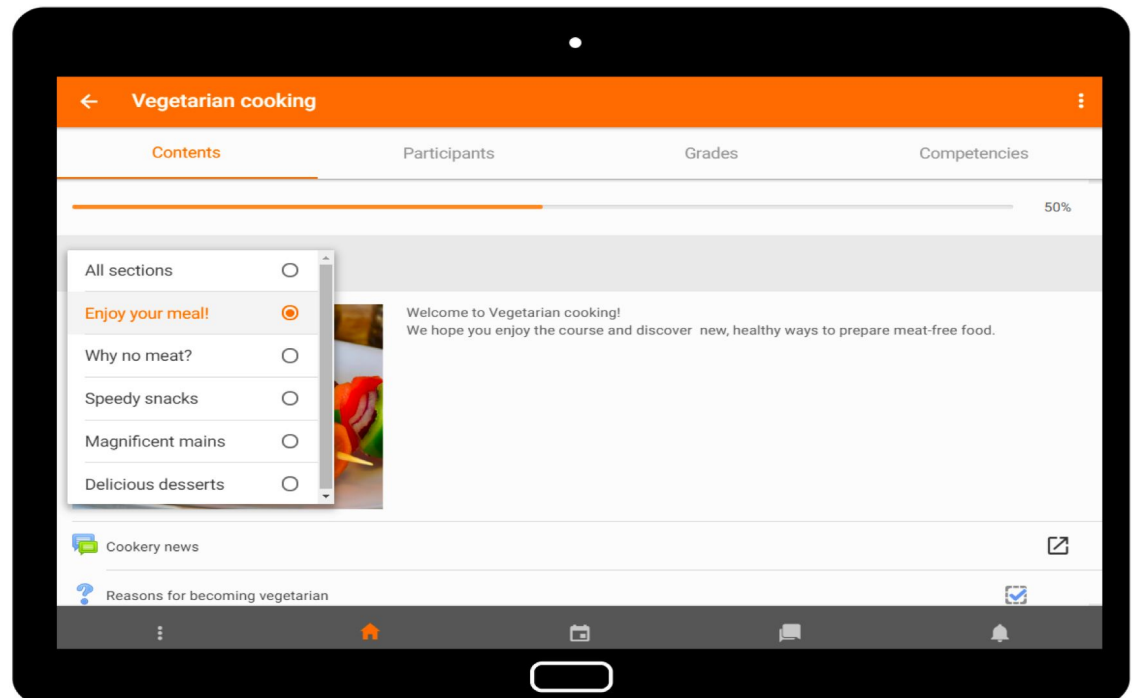 Vegetarian cooking
Contents Participants Grades Competencies
50%
All sections
Enjoy your meal!
Why no meat?
Speedy snacks
Magnificent mains
Delicious desserts
Welcome to Vegetarian cooking!
We hope you enjoy the course and discover new, healthy ways to prepare meat-free food.
Cookery news
Reasons for becoming vegetarian